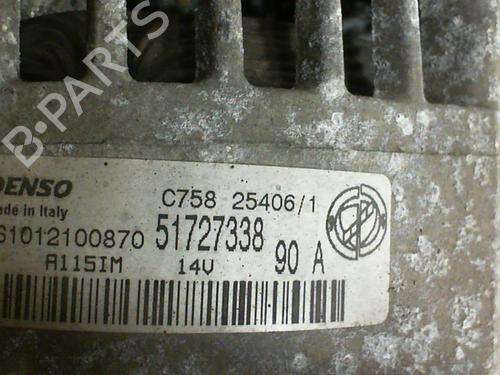 B-PARTS
DENSO
C758 25406/1
ade in Italy
S1012100870 51727338
A115IM 14V 90 A